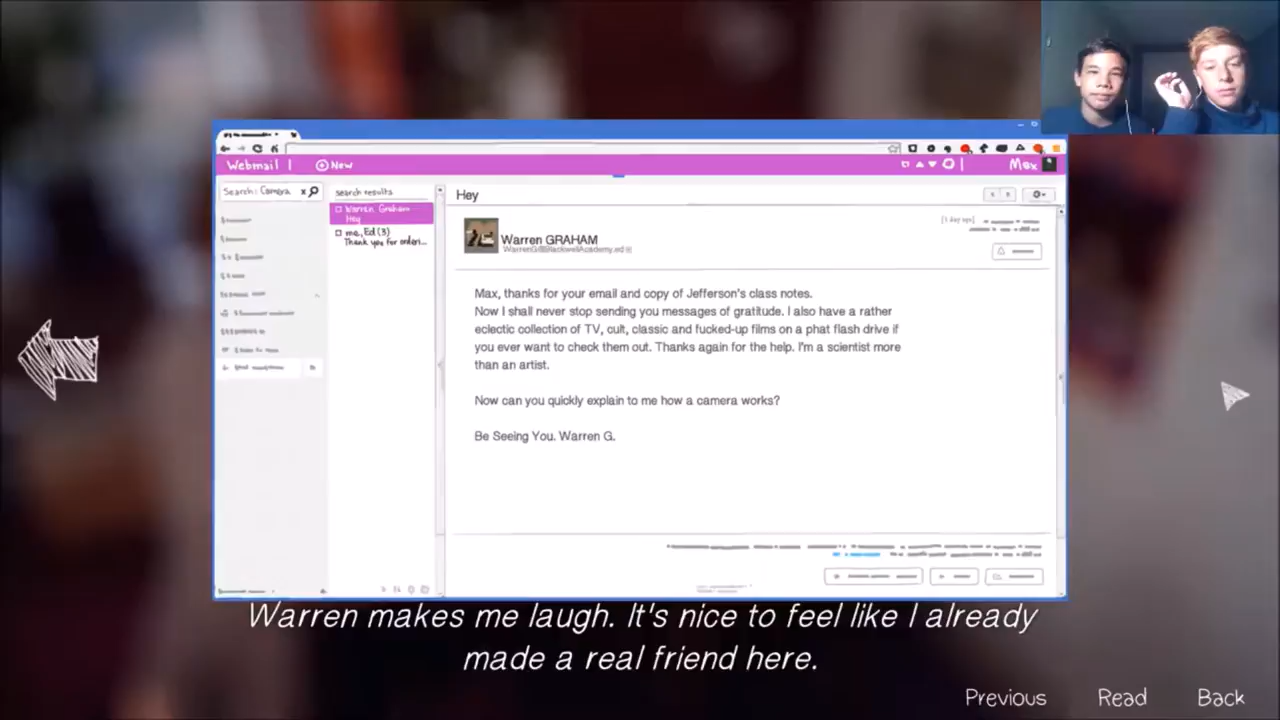 Webmail | New
Max
Search: Camera x
search results
Hey
Warren Graham
Hey
me, Ed (3)
Thank you for orderi...
[1 day ago]
Warren GRAHAM
Max, thanks for your email and copy of Jefferson's class notes.
Now I shall never stop sending you messages of gratitude. I also have a rather
eclectic collection of TV, cult, classic and fucked-up films on a phat flash drive if
you ever want to check them out. Thanks again for the help. I'm a scientist more
than an artist.
Now can you quickly explain to me how a camera works?
Be Seeing You. Warren G.
Warren makes me laugh. It's nice to feel like I already
made a real friend here.
Previous
Read
Back